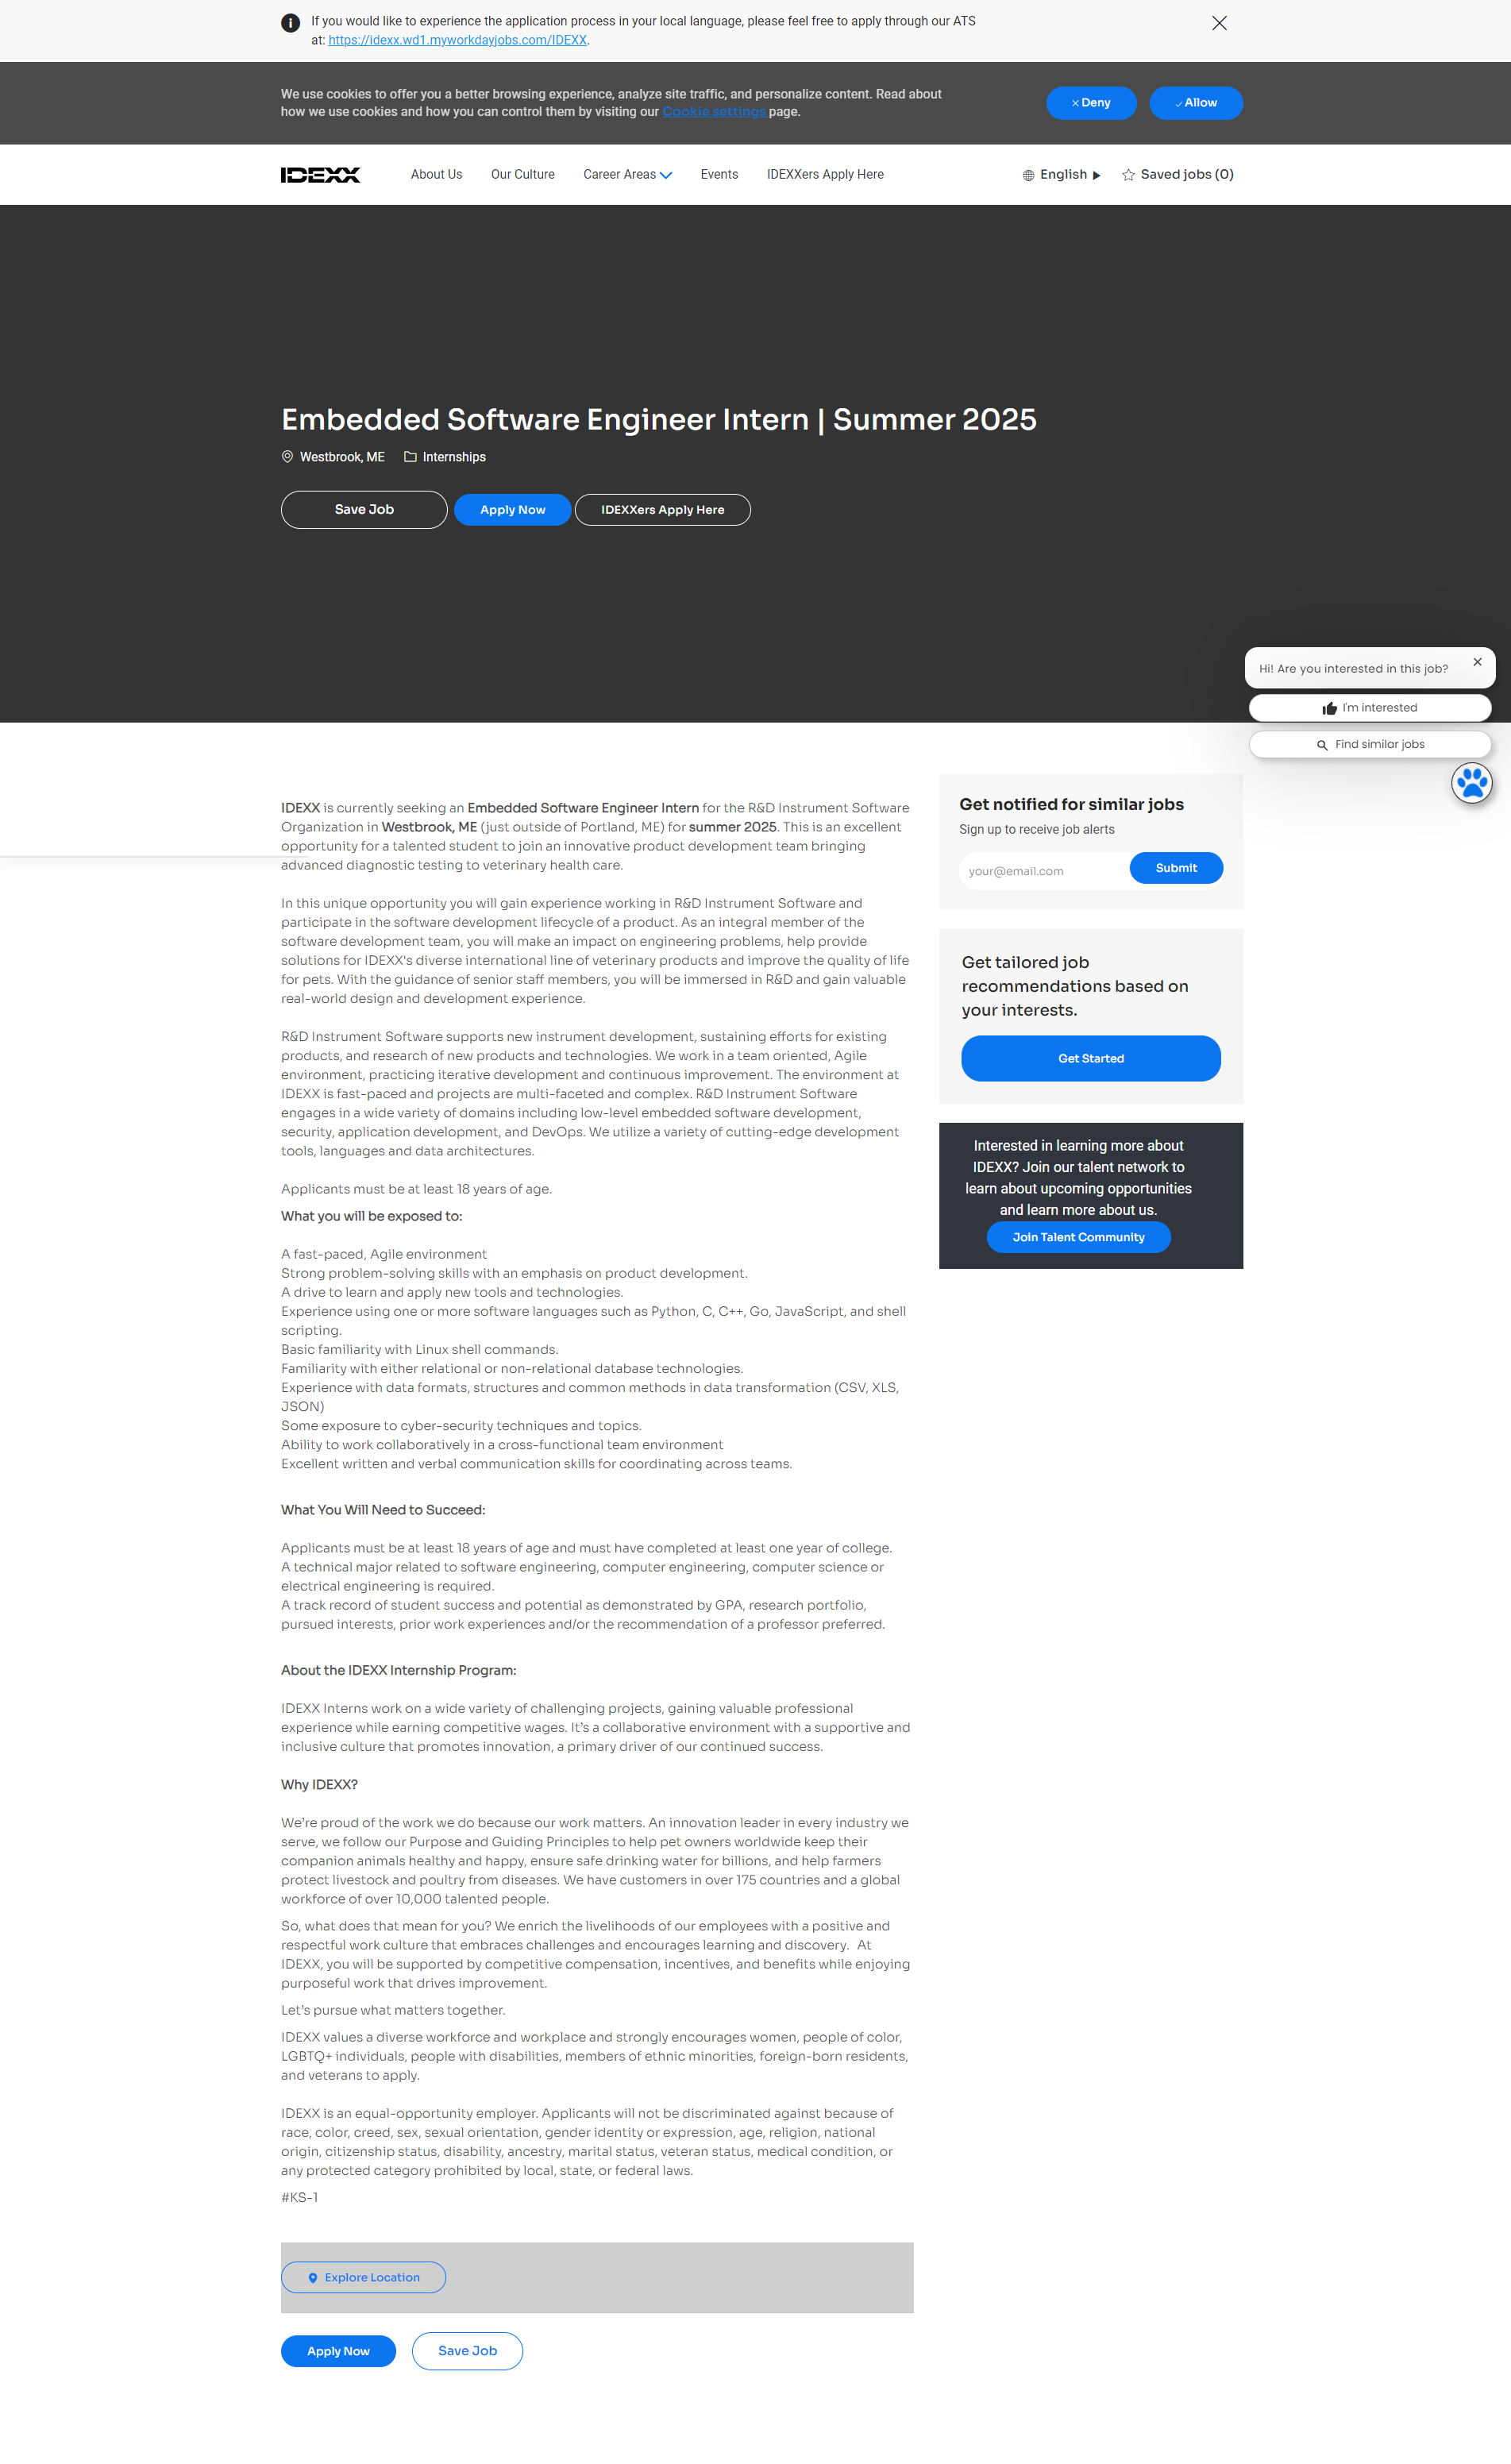 If you would like to experience the application process in your local language, please feel free to apply through our ATS
at: https://idexx.wd1.myworkdayjobs.com/IDEXX.
We use cookies to offer you a better browsing experience, analyze site traffic, and personalize content. Read about
how we use cookies and how you can control them by visiting our Cookie settings page.
Deny
Allow
IDEXX
About Us
Our Culture
Career Areas
Events
IDEXXers Apply Here
English
Saved jobs (0)
Embedded Software Engineer Intern | Summer 2025
Westbrook, ME
Internships
Save Job
Apply Now
IDEXXers Apply Here
Hi! Are you interested in this job?
I'm interested
Find similar jobs
IDEXX is currently seeking an Embedded Software Engineer Intern for the R&D Instrument Software
Organization in Westbrook, ME (just outside of Portland, ME) for summer 2025. This is an excellent
opportunity for a talented student to join an innovative product development team bringing
advanced diagnostic testing to veterinary health care.
In this unique opportunity you will gain experience working in R&D Instrument Software and
participate in the software development lifecycle of a product. As an integral member of the
software development team, you will make an impact on engineering problems, help provide
solutions for IDEXX's diverse international line of veterinary products and improve the quality of life
for pets. With the guidance of senior staff members, you will be immersed in R&D and gain valuable
real-world design and development experience.
R&D Instrument Software supports new instrument development, sustaining efforts for existing
products, and research of new products and technologies. We work in a team oriented, Agile
environment, practicing iterative development and continuous improvement. The environment at
IDEXX is fast-paced and projects are multi-faceted and complex. R&D Instrument Software
engages in a wide variety of domains including low-level embedded software development,
security, application development, and DevOps. We utilize a variety of cutting-edge development
tools, languages and data architectures.
Applicants must be at least 18 years of age.
What you will be exposed to:
A fast-paced, Agile environment
Strong problem-solving skills with an emphasis on product development.
A drive to learn and apply new tools and technologies.
Experience using one or more software languages such as Python, C, C++, Go, JavaScript, and shell
scripting.
Basic familiarity with Linux shell commands.
Familiarity with either relational or non-relational database technologies.
Experience with data formats, structures and common methods in data transformation (CSV, XLS,
JSON)
Some exposure to cyber-security techniques and topics.
Ability to work collaboratively in a cross-functional team environment
Excellent written and verbal communication skills for coordinating across teams.
What You Will Need to Succeed:
Applicants must be at least 18 years of age and must have completed at least one year of college.
A technical major related to software engineering, computer engineering, computer science or
electrical engineering is required.
A track record of student success and potential as demonstrated by GPA, research portfolio,
pursued interests, prior work experiences and/or the recommendation of a professor preferred.
About the IDEXX Internship Program:
IDEXX Interns work on a wide variety of challenging projects, gaining valuable professional
experience while earning competitive wages. It's a collaborative environment with a supportive and
inclusive culture that promotes innovation, a primary driver of our continued success.
Why IDEXX?
We're proud of the work we do because our work matters. An innovation leader in every industry we
serve, we follow our Purpose and Guiding Principles to help pet owners worldwide keep their
companion animals healthy and happy, ensure safe drinking water for billions, and help farmers
protect livestock and poultry from diseases. We have customers in over 175 countries and a global
workforce of over 10,000 talented people.
So, what does that mean for you? We enrich the livelihoods of our employees with a positive and
respectful work culture that embraces challenges and encourages learning and discovery.  At
IDEXX, you will be supported by competitive compensation, incentives, and benefits while enjoying
purposeful work that drives improvement.
Let's pursue what matters together.
IDEXX values a diverse workforce and workplace and strongly encourages women, people of color,
LGBTQ+ individuals, people with disabilities, members of ethnic minorities, foreign-born residents,
and veterans to apply.
IDEXX is an equal-opportunity employer. Applicants will not be discriminated against because of
race, color, creed, sex, sexual orientation, gender identity or expression, age, religion, national
origin, citizenship status, disability, ancestry, marital status, veteran status, medical condition, or
any protected category prohibited by local, state, or federal laws.
#KS-1
Explore Location
Apply Now
Save Job
Get notified for similar jobs
Sign up to receive job alerts
your@email.com
Submit
Get tailored job
recommendations based on
your interests.
Get Started
Interested in learning more about
IDEXX? Join our talent network to
learn about upcoming opportunities
and learn more about us.
Join Talent Community